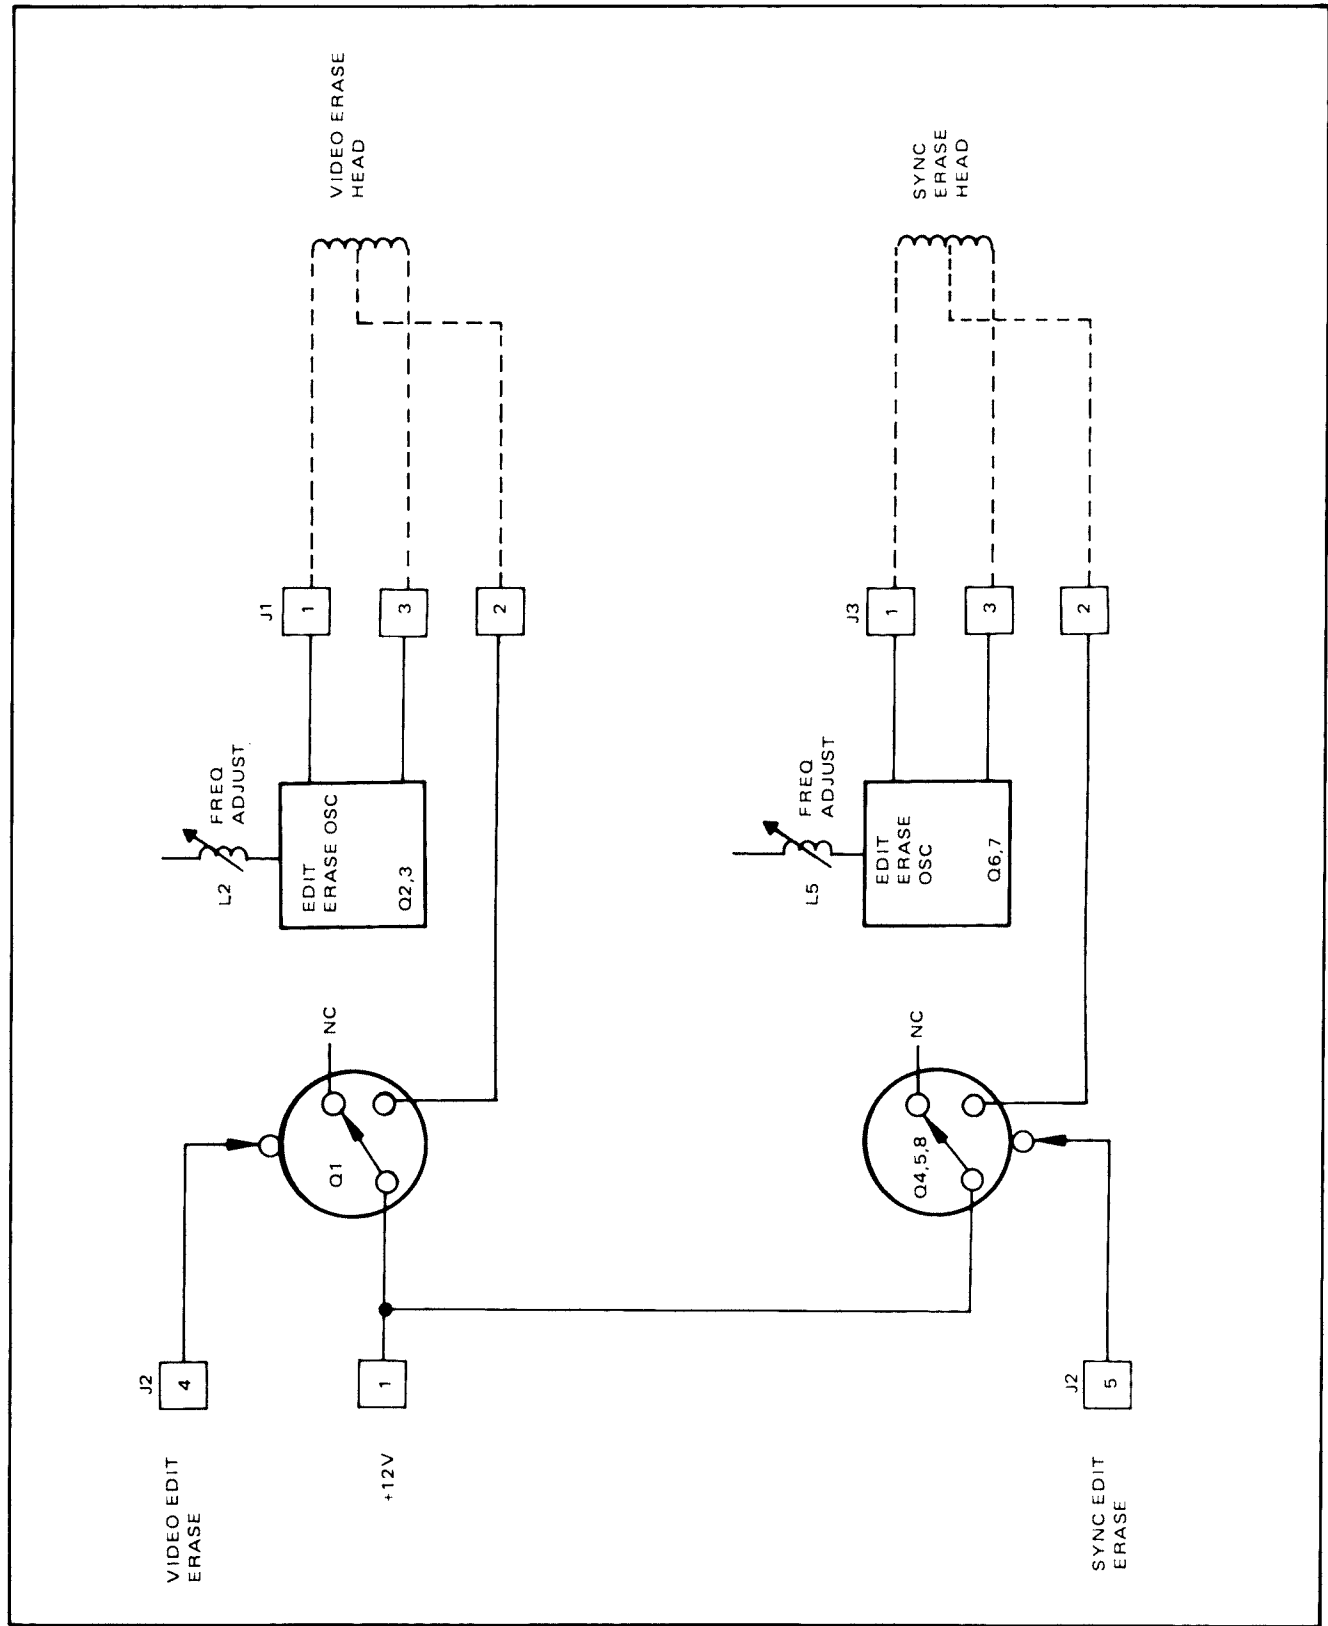 VIDEO EDIT
ERASE
J2
4
+12V
1
Q1
NC
L2
FREQ
ADJUST
EDIT
ERASE OSC
Q2,3
J1
1
3
2
VIDEO ERASE
HEAD
SYNC EDIT
ERASE
J2
5
Q4,5,8
NC
L5
FREQ
ADJUST
EDIT
ERASE
OSC
Q6,7
J3
1
3
2
SYNC
ERASE
HEAD